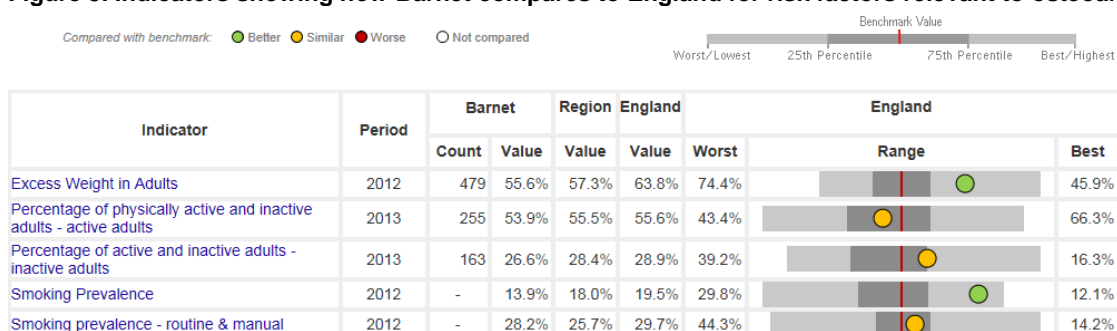 Compared with benchmark: Better Similar Worse Not compared
Benchmark Value
Worst/Lowest 25th Percentile 75th Percentile Best/Highest
Indicator Period Barnet Region England England
Count Value Value Value Worst Range Best
Excess Weight in Adults 2012 479 55.6% 57.3% 63.8% 74.4% 45.9%
Percentage of physically active and inactive
adults - active adults 2013 255 53.9% 55.5% 55.6% 43.4% 66.3%
Percentage of active and inactive adults -
inactive adults 2013 163 26.6% 28.4% 28.9% 39.2% 16.3%
Smoking Prevalence 2012 - 13.9% 18.0% 19.5% 29.8% 12.1%
Smoking prevalence - routine & manual 2012 - 28.2% 25.7% 29.7% 44.3% 14.2%